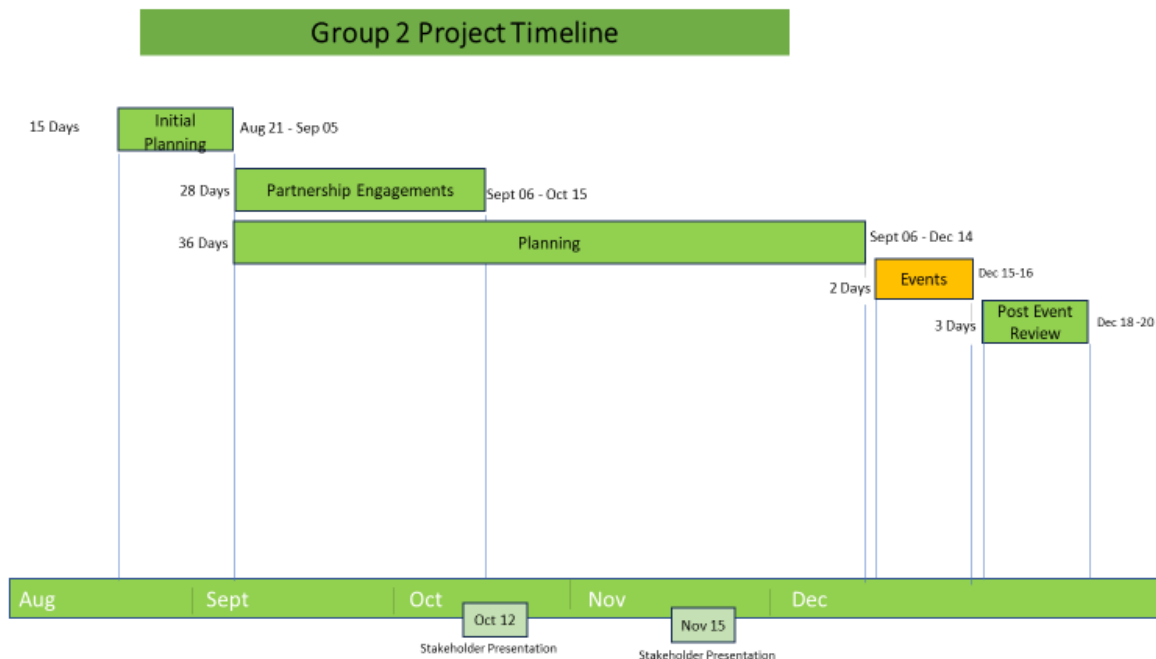 Group 2 Project Timeline
15 Days
Initial
Planning
Aug 21 - Sep 05
28 Days
Partnership Engagements
Sept 06 - Oct 15
36 Days
Planning
Sept 06 - Dec 14
2 Days
Events
Dec 15-16
3 Days
Post Event
Review
Dec 18 -20
Aug
Sept
Oct
Nov
Dec
Oct 12
Stakeholder Presentation
Nov 15
Stakeholder Presentation